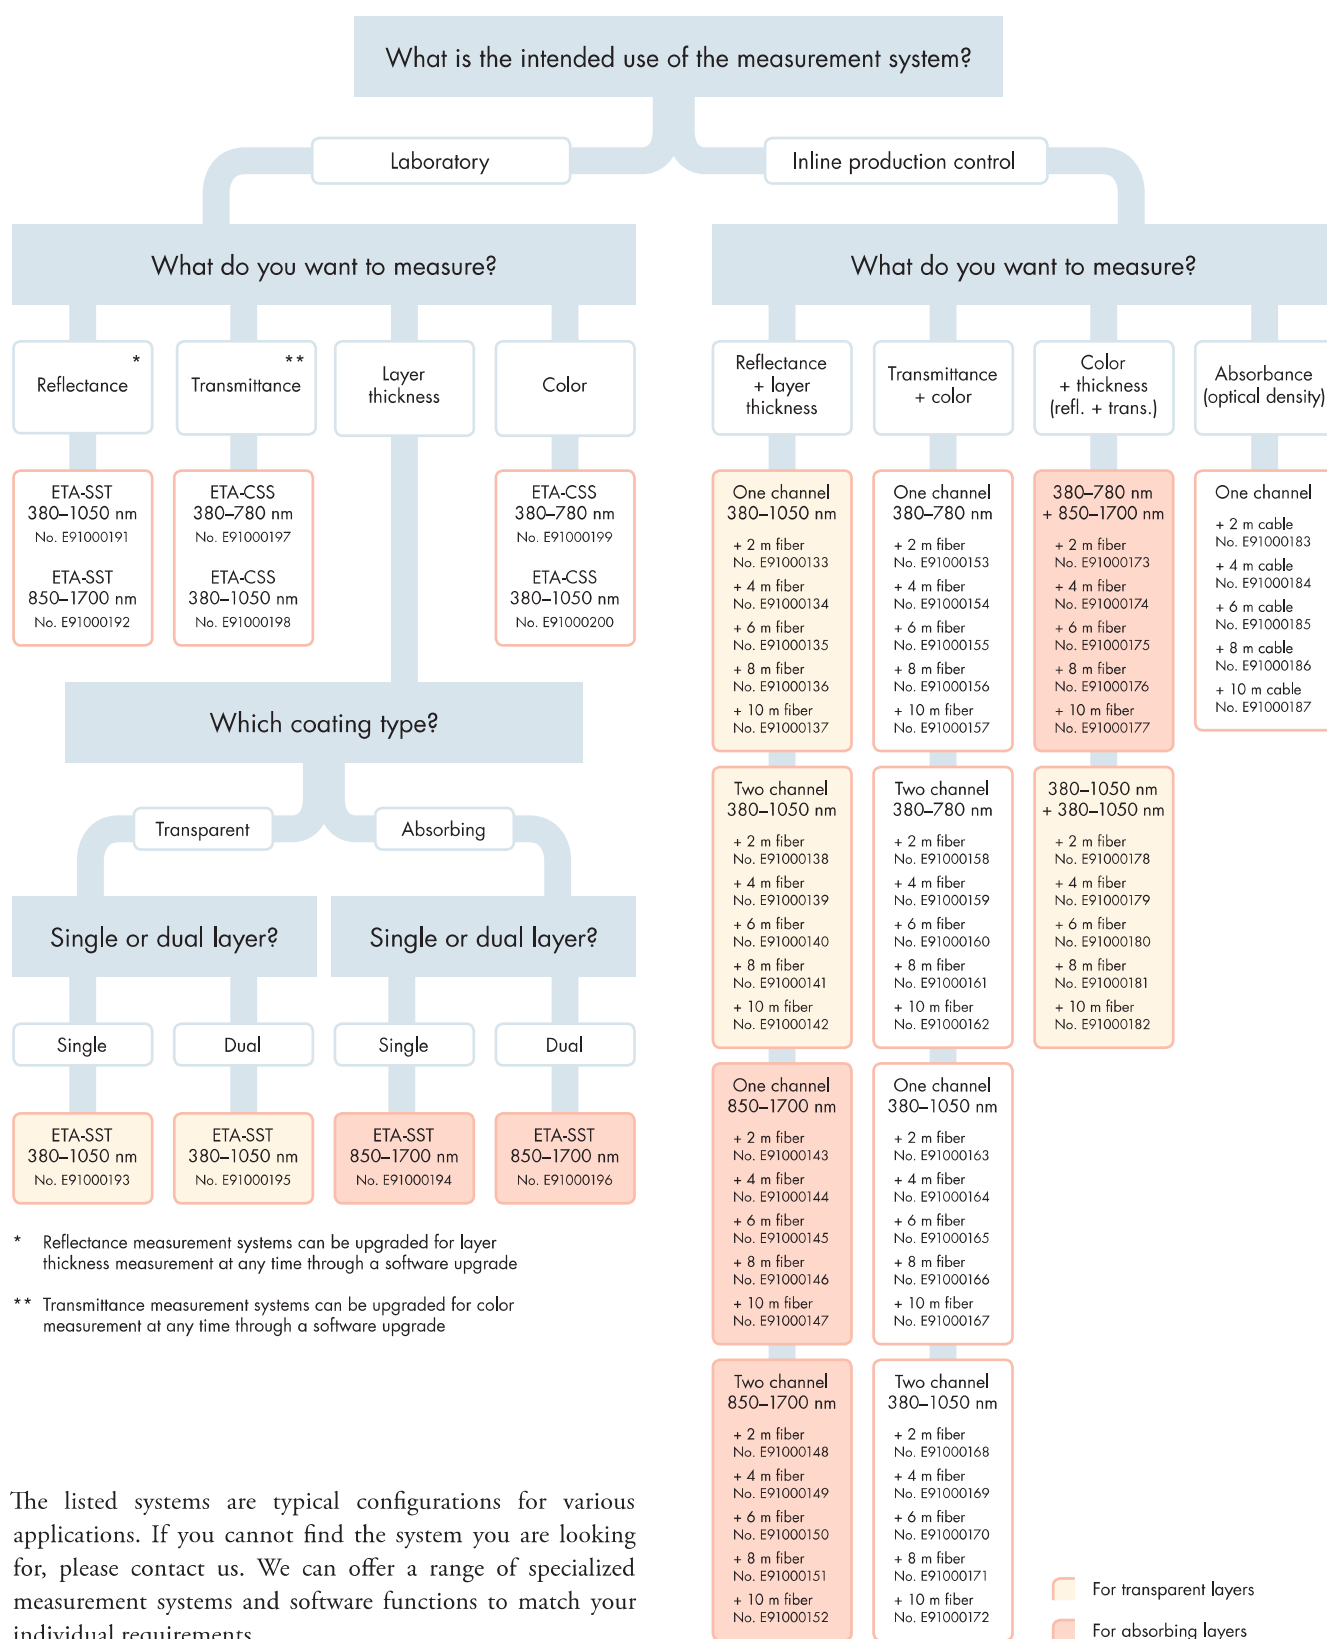 What is the intended use of the measurement system?
Laboratory
Inline production control
What do you want to measure?
*
Reflectance
**
Transmittance
Layer
thickness
Color
ETA-SST
380–1050 nm
No. E91000191
ETA-SST
850–1700 nm
No. E91000192
ETA-CSS
380–780 nm
No. E91000197
ETA-CSS
380–1050 nm
No. E91000198
ETA-CSS
380–780 nm
No. E91000199
ETA-CSS
380–1050 nm
No. E91000200
Which coating type?
Transparent
Absorbing
Single or dual layer?
Single or dual layer?
Single
Dual
Single
Dual
ETA-SST
380–1050 nm
No. E91000193
ETA-SST
380–1050 nm
No. E91000195
ETA-SST
850–1700 nm
No. E91000194
ETA-SST
850–1700 nm
No. E91000196
* Reflectance measurement systems can be upgraded for layer
thickness measurement at any time through a software upgrade
** Transmittance measurement systems can be upgraded for color
measurement at any time through a software upgrade
The listed systems are typical configurations for various
applications. If you cannot find the system you are looking
for, please contact us. We can offer a range of specialized
measurement systems and software functions to match your
individual requirements.
What do you want to measure?
Reflectance
+ layer
thickness
Transmittance
+ color
Color
+ thickness
(refl. + trans.)
Absorbance
(optical density)
One channel
380–1050 nm
+ 2 m fiber
No. E91000133
+ 4 m fiber
No. E91000134
+ 6 m fiber
No. E91000135
+ 8 m fiber
No. E91000136
+ 10 m fiber
No. E91000137
Two channel
380–1050 nm
+ 2 m fiber
No. E91000138
+ 4 m fiber
No. E91000139
+ 6 m fiber
No. E91000140
+ 8 m fiber
No. E91000141
+ 10 m fiber
No. E91000142
One channel
850–1700 nm
+ 2 m fiber
No. E91000143
+ 4 m fiber
No. E91000144
+ 6 m fiber
No. E91000145
+ 8 m fiber
No. E91000146
+ 10 m fiber
No. E91000147
Two channel
850–1700 nm
+ 2 m fiber
No. E91000148
+ 4 m fiber
No. E91000149
+ 6 m fiber
No. E91000150
+ 8 m fiber
No. E91000151
+ 10 m fiber
No. E91000152
One channel
380–780 nm
+ 2 m fiber
No. E91000153
+ 4 m fiber
No. E91000154
+ 6 m fiber
No. E91000155
+ 8 m fiber
No. E91000156
+ 10 m fiber
No. E91000157
Two channel
380–780 nm
+ 2 m fiber
No. E91000158
+ 4 m fiber
No. E91000159
+ 6 m fiber
No. E91000160
+ 8 m fiber
No. E91000161
+ 10 m fiber
No. E91000162
One channel
380–1050 nm
+ 2 m fiber
No. E91000163
+ 4 m fiber
No. E91000164
+ 6 m fiber
No. E91000165
+ 8 m fiber
No. E91000166
+ 10 m fiber
No. E91000167
Two channel
380–1050 nm
+ 2 m fiber
No. E91000168
+ 4 m fiber
No. E91000169
+ 6 m fiber
No. E91000170
+ 8 m fiber
No. E91000171
+ 10 m fiber
No. E91000172
380–780 nm
+ 850–1700 nm
+ 2 m fiber
No. E91000173
+ 4 m fiber
No. E91000174
+ 6 m fiber
No. E91000175
+ 8 m fiber
No. E91000176
+ 10 m fiber
No. E91000177
380–1050 nm
+ 380–1050 nm
+ 2 m fiber
No. E91000178
+ 4 m fiber
No. E91000179
+ 6 m fiber
No. E91000180
+ 8 m fiber
No. E91000181
+ 10 m fiber
No. E91000182
One channel
+ 2 m cable
No. E91000183
+ 4 m cable
No. E91000184
+ 6 m cable
No. E91000185
+ 8 m cable
No. E91000186
+ 10 m cable
No. E91000187
For transparent layers
For absorbing layers